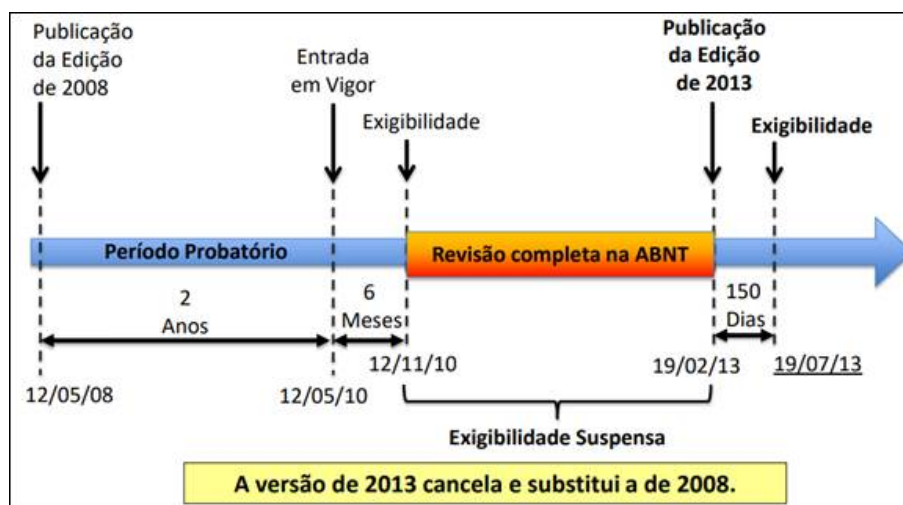 Publicação
da Edição
de 2008
Entrada
em Vigor
Exigibilidade
Publicação
da Edição
de 2013
Exigibilidade
Período Probatório
Revisão completa na ABNT
2
Anos
6
Meses
150
Dias
12/05/08
12/05/10
12/11/10
19/02/13
19/07/13
Exigibilidade Suspensa
A versão de 2013 cancela e substitui a de 2008.